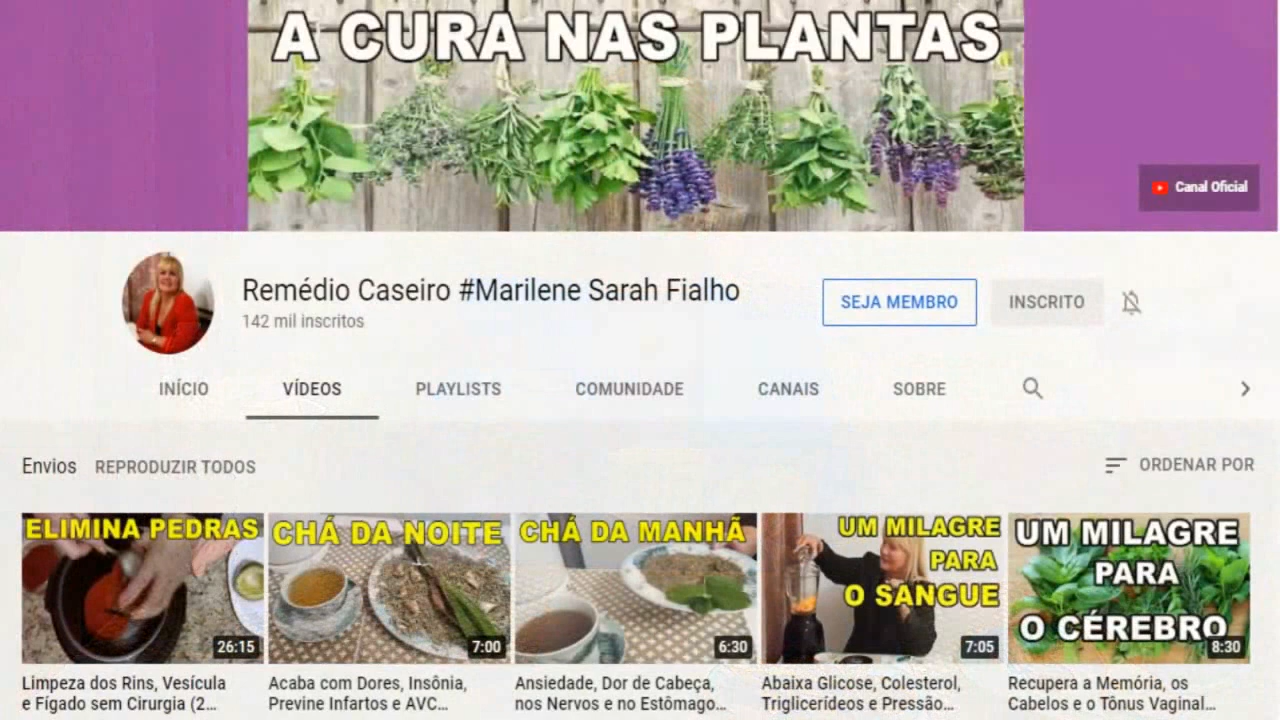 A CURA NAS PLANTAS
Canal Oficial
Remédio Caseiro #Marilene Sarah Fialho
142 mil inscritos
SEJA MEMBRO
INSCRITO
INÍCIO
VÍDEOS
PLAYLISTS
COMUNIDADE
CANAIS
SOBRE
Envios
REPRODUZIR TODOS
ORDENAR POR
ELIMINA PEDRAS
26:15
Limpeza dos Rins, Vesícula
e Fígado sem Cirurgia (2...
CHÁ DA NOITE
7:00
Acaba com Dores, Insônia,
Previne Infartos e AVC...
CHÁ DA MANHÃ
6:30
Ansiedade, Dor de Cabeça,
nos Nervos e no Estômago...
UM MILAGRE
PARA
O SANGUE
7:05
Abaixa Glicose, Colesterol,
Triglicerídeos e Pressão...
UM MILAGRE
PARA
O CÉREBRO
8:30
Recupera a Memória, os
Cabelos e o Tônus Vaginal...